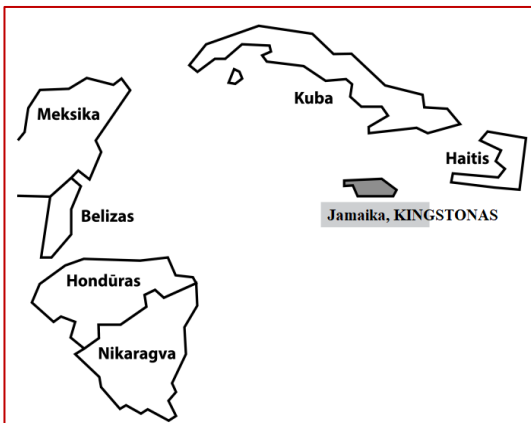 Kuba
Meksika
Haitis
Belizas
Jamaika, KINGSTONAS
Hondūras
Nikaragva